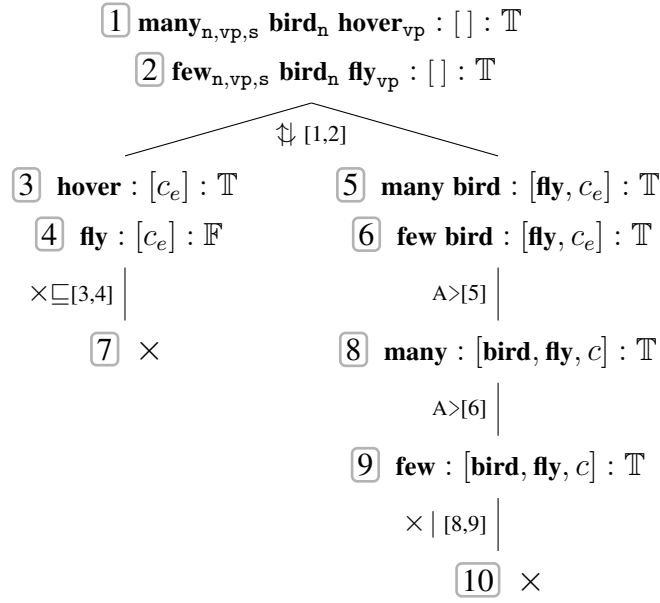 1 many_{n,vp,s} bird_n hover_{vp} : [ ] : 𝕋
2 few_{n,vp,s} bird_n fly_{vp} : [ ] : 𝕋
⥮ [1,2]
3 hover : [c_e] : 𝕋
4 fly : [c_e] : 𝔽
×⊑[3,4]
7 ×
5 many bird : [fly, c_e] : 𝕋
6 few bird : [fly, c_e] : 𝕋
A>[5]
8 many : [bird, fly, c] : 𝕋
A>[6]
9 few : [bird, fly, c] : 𝕋
× | [8,9]
10 ×